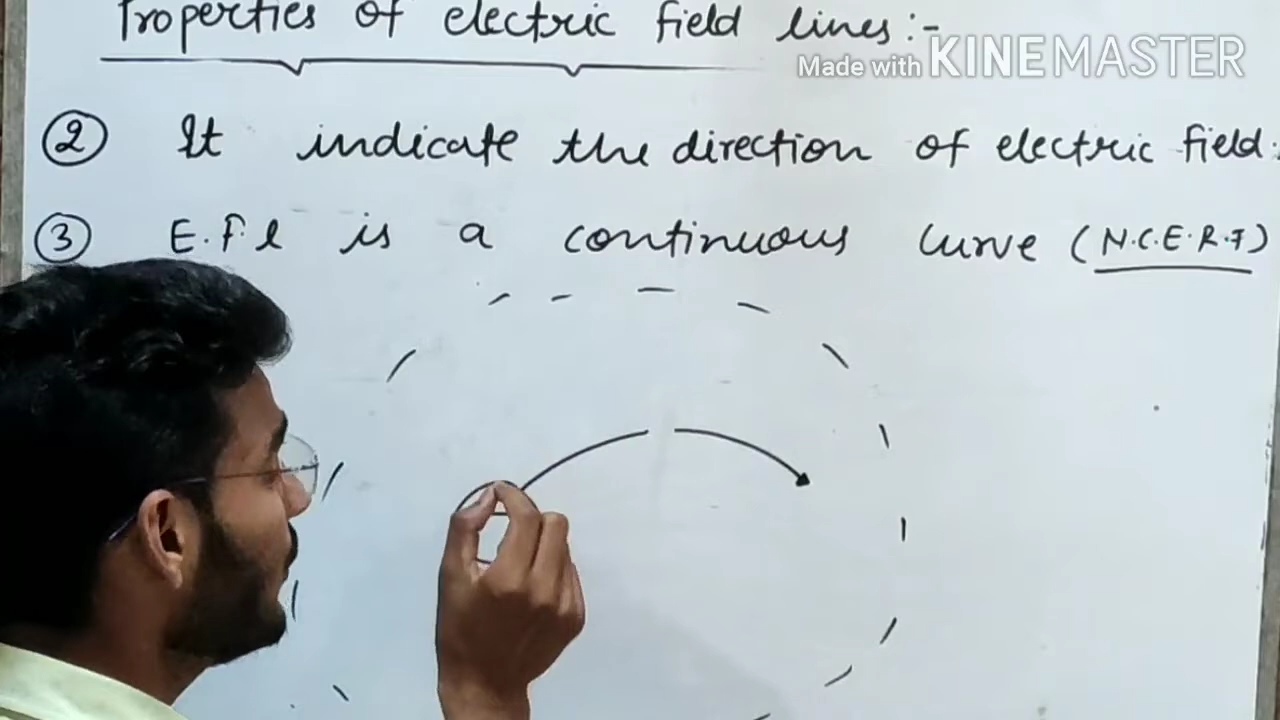 Properties of electric field lines :-
Made with KINEMASTER
② It indicate the direction of electric field.
③ E.F.l is a continuous curve (N.C.E.R.T)